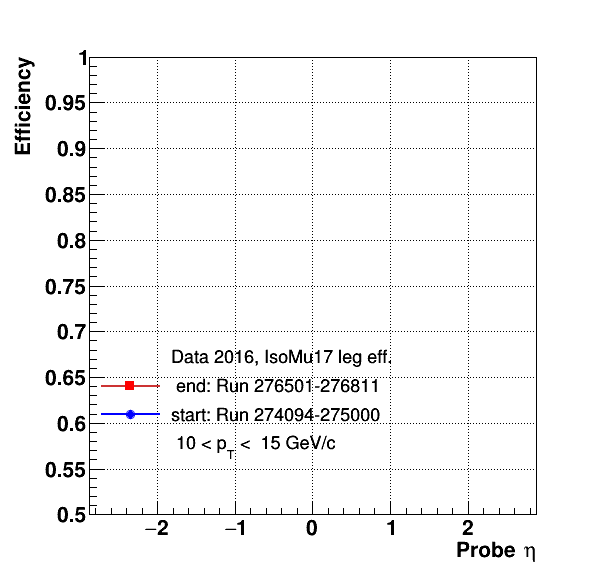 Efficiency
1
0.95
0.9
0.85
0.8
0.75
0.7
0.65
0.6
0.55
0.5
Data 2016, IsoMu17 leg eff.
end: Run 276501-276811
start: Run 274094-275000
10 < p_T < 15 GeV/c
−2 −1 0 1 2
Probe η